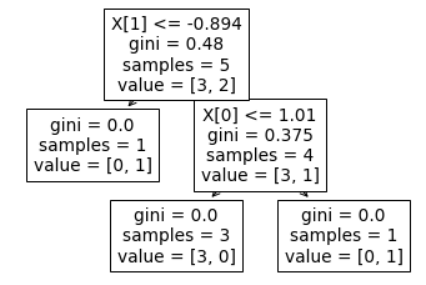 X[1] <= -0.894
gini = 0.48
samples = 5
value = [3, 2]
gini = 0.0
samples = 1
value = [0, 1]
X[0] <= 1.01
gini = 0.375
samples = 4
value = [3, 1]
gini = 0.0
samples = 3
value = [3, 0]
gini = 0.0
samples = 1
value = [0, 1]